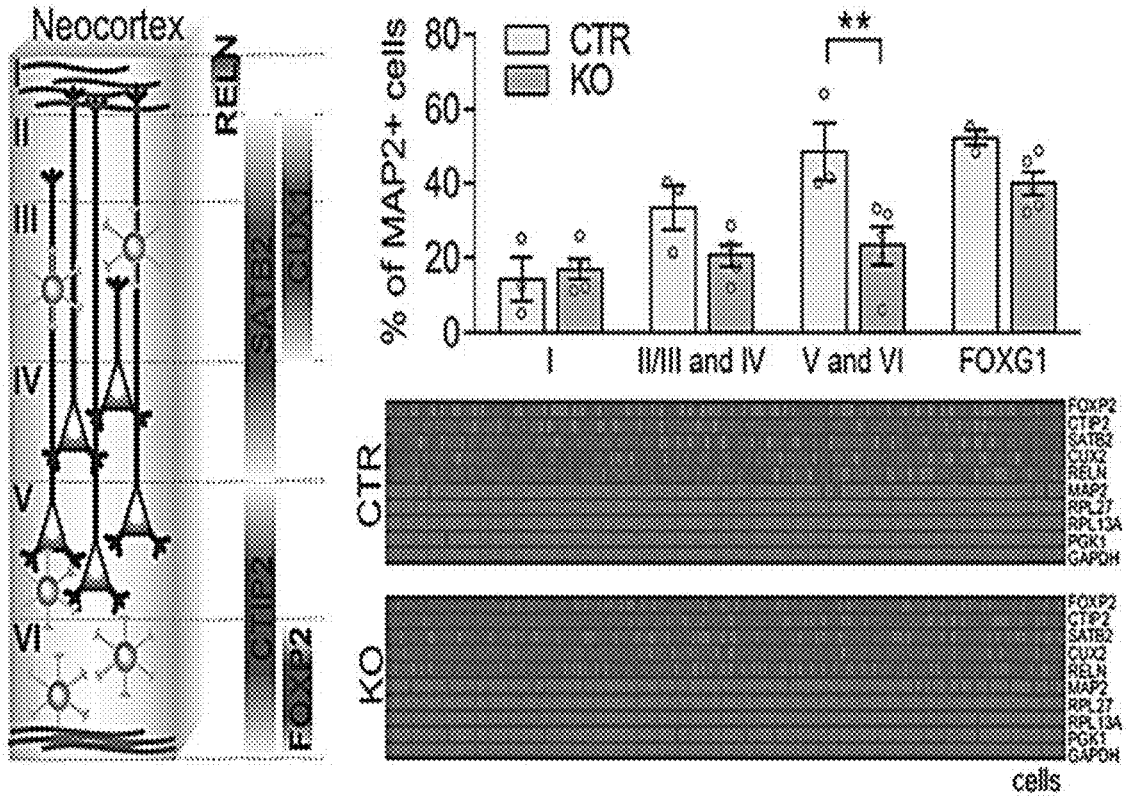 Neocortex
I
II
III
IV
V
VI
RELN
SATB2
CUX1
CTIP2
FOXP2
% of MAP2+ cells
80
60
40
20
0
CTR
KO
**
I
II/III and IV
V and VI
FOXG1
CTR
FOXP2
CTIP2
SATB2
CUX2
RELN
MAP2
RPL27
RPL13A
PGK1
GAPDH
KO
FOXP2
CTIP2
SATB2
CUX2
RELN
MAP2
RPL27
RPL13A
PGK1
GAPDH
cells